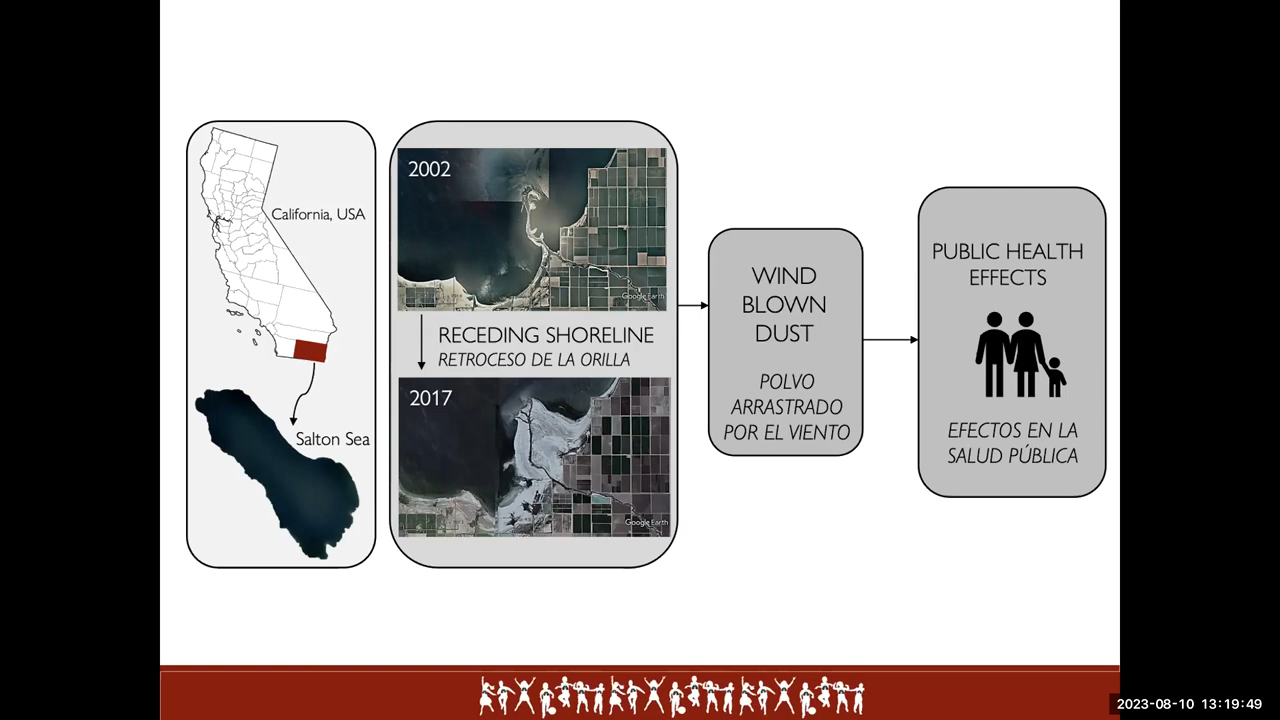 California, USA
Salton Sea
2002
Google Earth
RECEDING SHORELINE
RETROCESO DE LA ORILLA
2017
Google Earth
WIND
BLOWN
DUST
POLVO
ARRASTRADO
POR EL VIENTO
PUBLIC HEALTH
EFFECTS
EFECTOS EN LA
SALUD PÚBLICA
2023-08-10 13:19:49